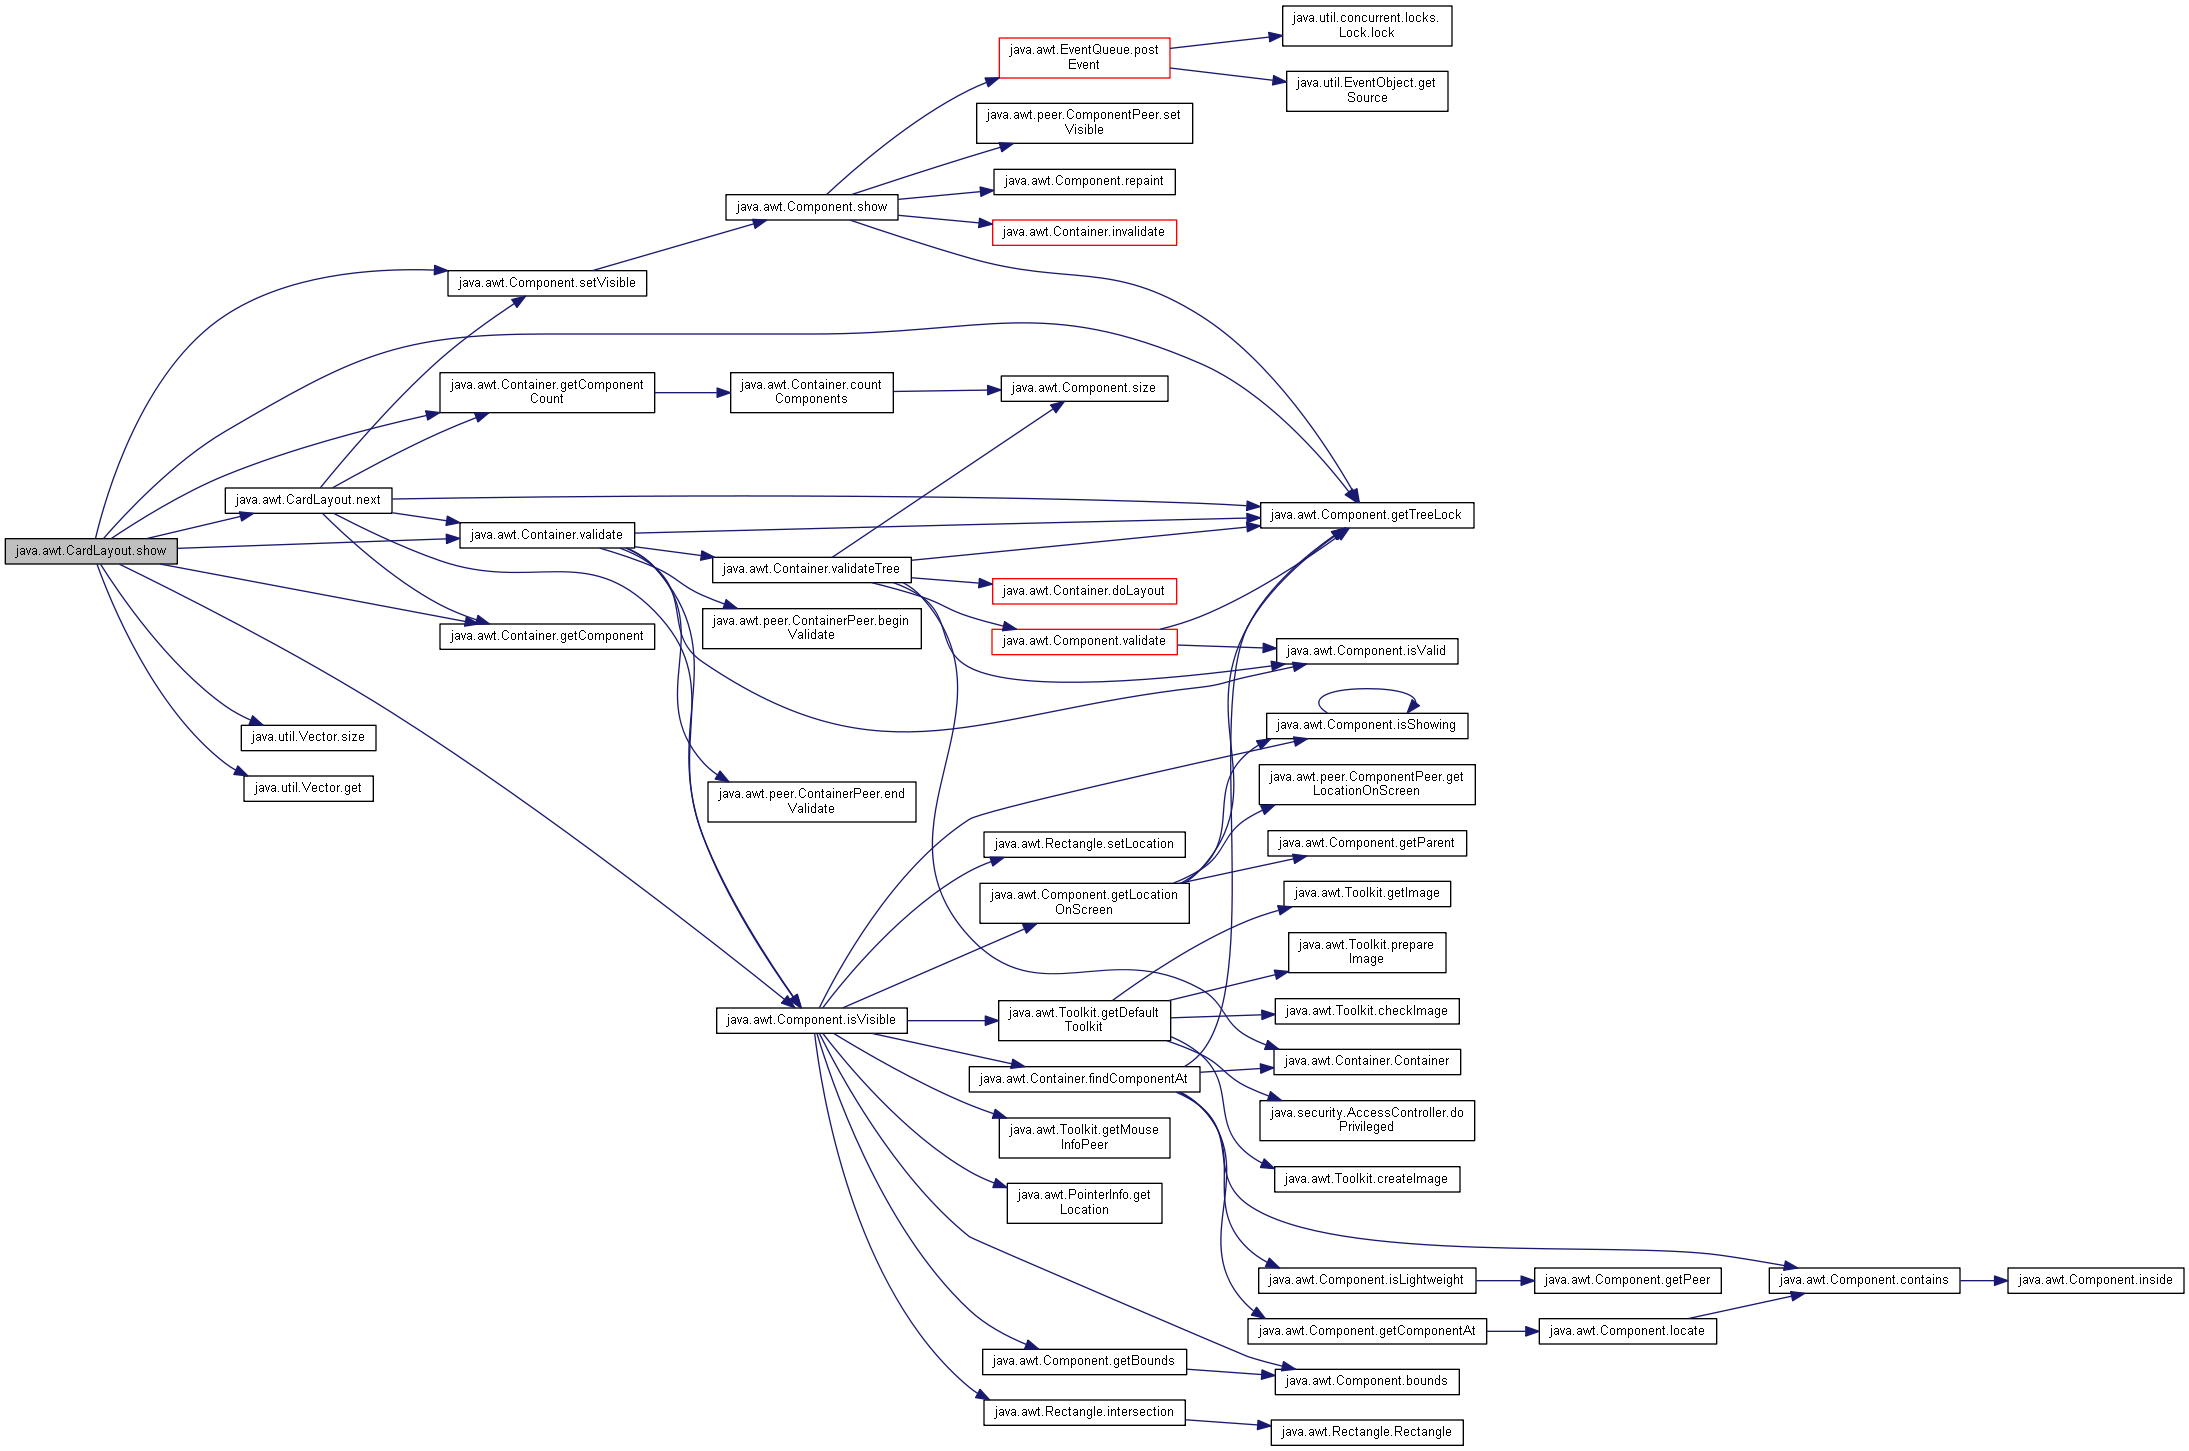 java.util.concurrent.locks.
Lock.lock
java.awt.EventQueue.post
Event
java.util.EventObject.get
Source
java.awt.peer.ComponentPeer.set
Visible
java.awt.Component.repaint
java.awt.Component.show
java.awt.Container.invalidate
java.awt.Component.setVisible
java.awt.Container.getComponent
Count
java.awt.Container.count
Components
java.awt.Component.size
java.awt.CardLayout.next
java.awt.Component.getTreeLock
java.awt.Container.validate
java.awt.CardLayout.show
java.awt.Container.validateTree
java.awt.Container.doLayout
java.awt.peer.ContainerPeer.begin
Validate
java.awt.Container.getComponent
java.awt.Component.validate
java.awt.Component.isValid
java.util.Vector.size
java.awt.Component.isShowing
java.util.Vector.get
java.awt.peer.ContainerPeer.end
Validate
java.awt.peer.ComponentPeer.get
LocationOnScreen
java.awt.Rectangle.setLocation
java.awt.Component.getParent
java.awt.Component.getLocation
OnScreen
java.awt.Toolkit.getImage
java.awt.Toolkit.prepare
Image
java.awt.Component.isVisible
java.awt.Toolkit.getDefault
Toolkit
java.awt.Toolkit.checkImage
java.awt.Container.Container
java.awt.Container.findComponentAt
java.security.AccessController.do
Privileged
java.awt.Toolkit.getMouse
InfoPeer
java.awt.Toolkit.createImage
java.awt.PointerInfo.get
Location
java.awt.Component.isLightweight
java.awt.Component.getPeer
java.awt.Component.contains
java.awt.Component.inside
java.awt.Component.getComponentAt
java.awt.Component.locate
java.awt.Component.getBounds
java.awt.Component.bounds
java.awt.Rectangle.intersection
java.awt.Rectangle.Rectangle